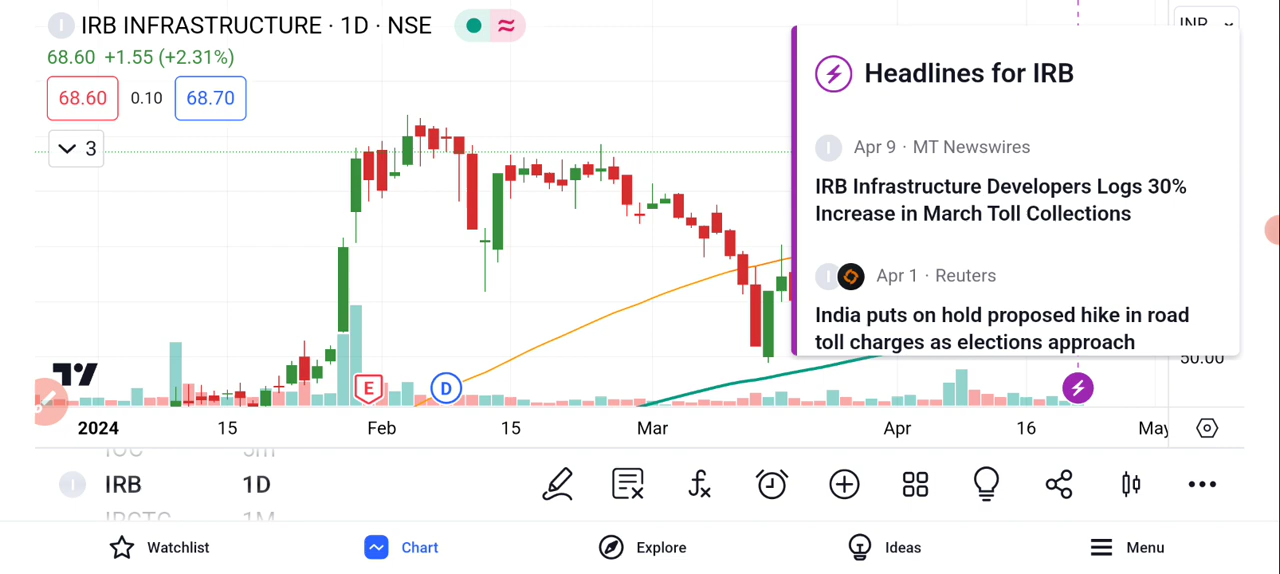 IRB INFRASTRUCTURE · 1D · NSE
68.60 +1.55 (+2.31%)
68.60 0.10 68.70
3
INR
Headlines for IRB
Apr 9 · MT Newswires
IRB Infrastructure Developers Logs 30%
Increase in March Toll Collections
Apr 1 · Reuters
India puts on hold proposed hike in road
toll charges as elections approach
50.00
E D
2024 15 Feb 15 Mar Apr 16 May
IRB 1D
IRCTC 1M
Watchlist Chart Explore Ideas Menu